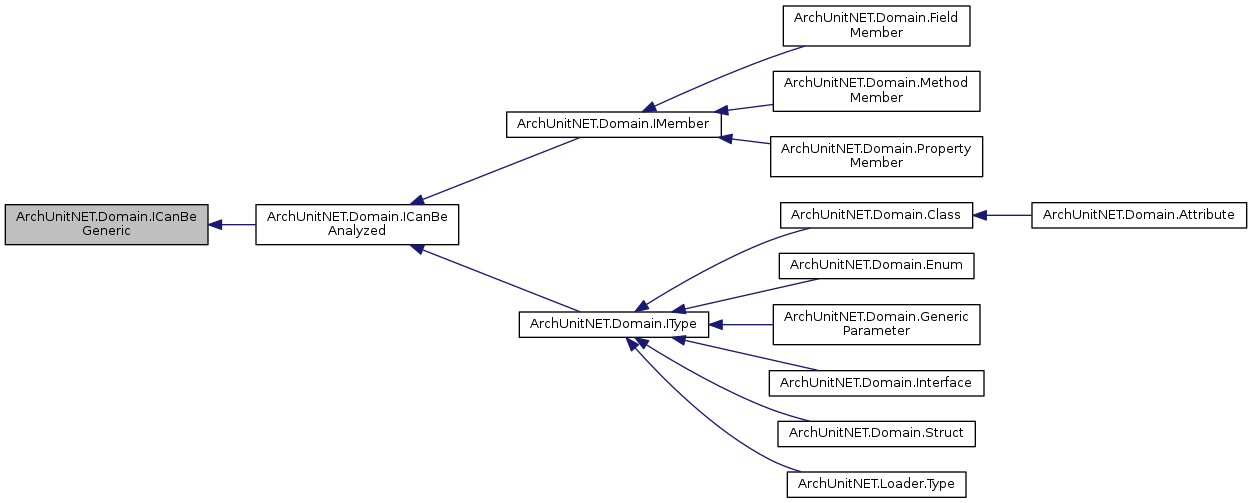 ArchUnitNET.Domain.ICanBe
Generic
ArchUnitNET.Domain.ICanBe
Analyzed
ArchUnitNET.Domain.IMember
ArchUnitNET.Domain.Field
Member
ArchUnitNET.Domain.Method
Member
ArchUnitNET.Domain.Property
Member
ArchUnitNET.Domain.IType
ArchUnitNET.Domain.Class
ArchUnitNET.Domain.Attribute
ArchUnitNET.Domain.Enum
ArchUnitNET.Domain.Generic
Parameter
ArchUnitNET.Domain.Interface
ArchUnitNET.Domain.Struct
ArchUnitNET.Loader.Type